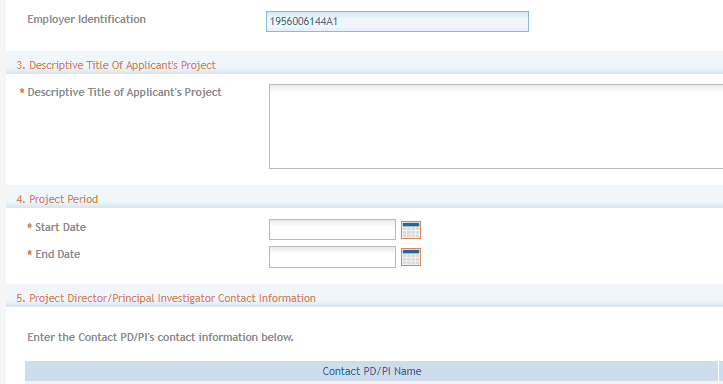 Employer Identification
1956006144A1
3. Descriptive Title Of Applicant's Project
* Descriptive Title of Applicant's Project
4. Project Period
* Start Date
* End Date
5. Project Director/Principal Investigator Contact Information
Enter the Contact PD/PI's contact information below.
Contact PD/PI Name